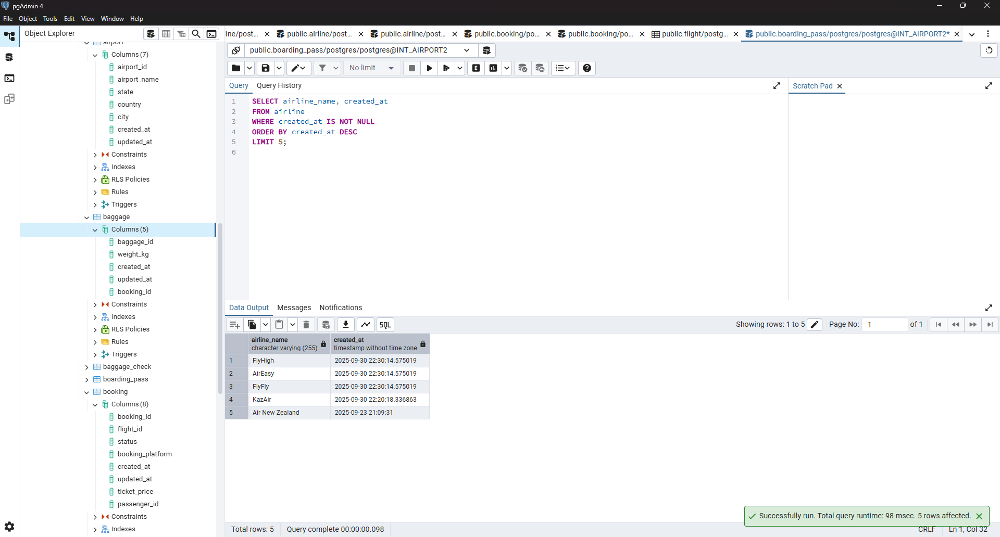 pgAdmin 4
File Object Tools Edit View Window Help
Object Explorer
airport
Columns (7)
airport_id
airport_name
state
country
city
created_at
updated_at
Constraints
Indexes
RLS Policies
Rules
Triggers
baggage
Columns (5)
baggage_id
weight_kg
created_at
updated_at
booking_id
Constraints
Indexes
RLS Policies
Rules
Triggers
baggage_check
boarding_pass
booking
Columns (8)
booking_id
flight_id
status
booking_platform
created_at
updated_at
ticket_price
passenger_id
Constraints
Indexes
ine/post... public.airline/post... public.airline/post... public.booking/po... public.booking/po... public.flight/postg... public.boarding_pass/postgres/postgres@INT_AIRPORT2*
public.boarding_pass/postgres/postgres@INT_AIRPORT2
No limit
E
Query Query History
Scratch Pad
1 SELECT airline_name, created_at
2 FROM airline
3 WHERE created_at IS NOT NULL
4 ORDER BY created_at DESC
5 LIMIT 5;
6
Data Output Messages Notifications
SQL
Showing rows: 1 to 5 Page No: 1 of 1
airline_name created_at
character varying (255) timestamp without time zone
1 FlyHigh 2025-09-30 22:30:14.575019
2 AirEasy 2025-09-30 22:30:14.575019
3 FlyFly 2025-09-30 22:30:14.575019
4 KazAir 2025-09-30 22:20:18.336863
5 Air New Zealand 2025-09-23 21:09:31
Successfully run. Total query runtime: 98 msec. 5 rows affected.
Total rows: 5 Query complete 00:00:00.098 CRLF Ln 1, Col 32